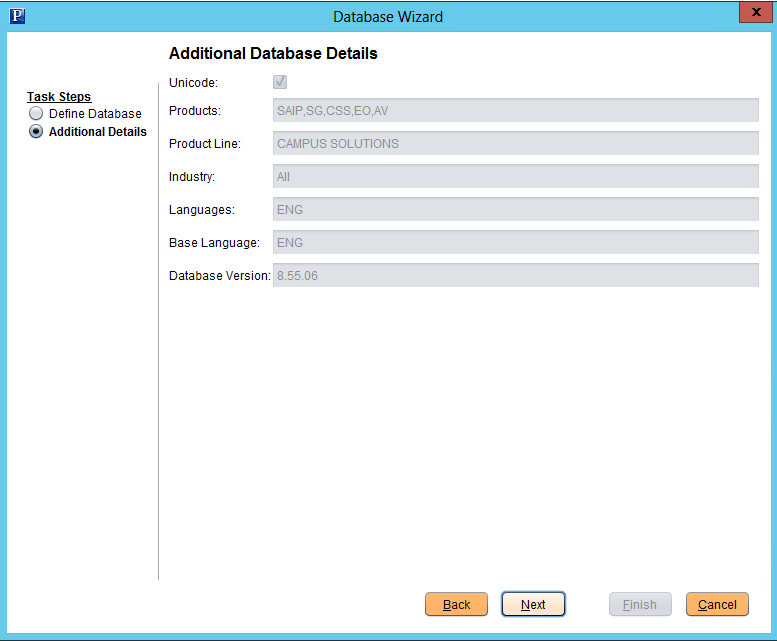 P
Database Wizard
x
Additional Database Details
Task Steps
Define Database
Additional Details
Unicode:
Products: SAIP,SG,CSS,EO,AV
Product Line: CAMPUS SOLUTIONS
Industry: All
Languages: ENG
Base Language: ENG
Database Version: 8.55.06
Back Next Finish Cancel